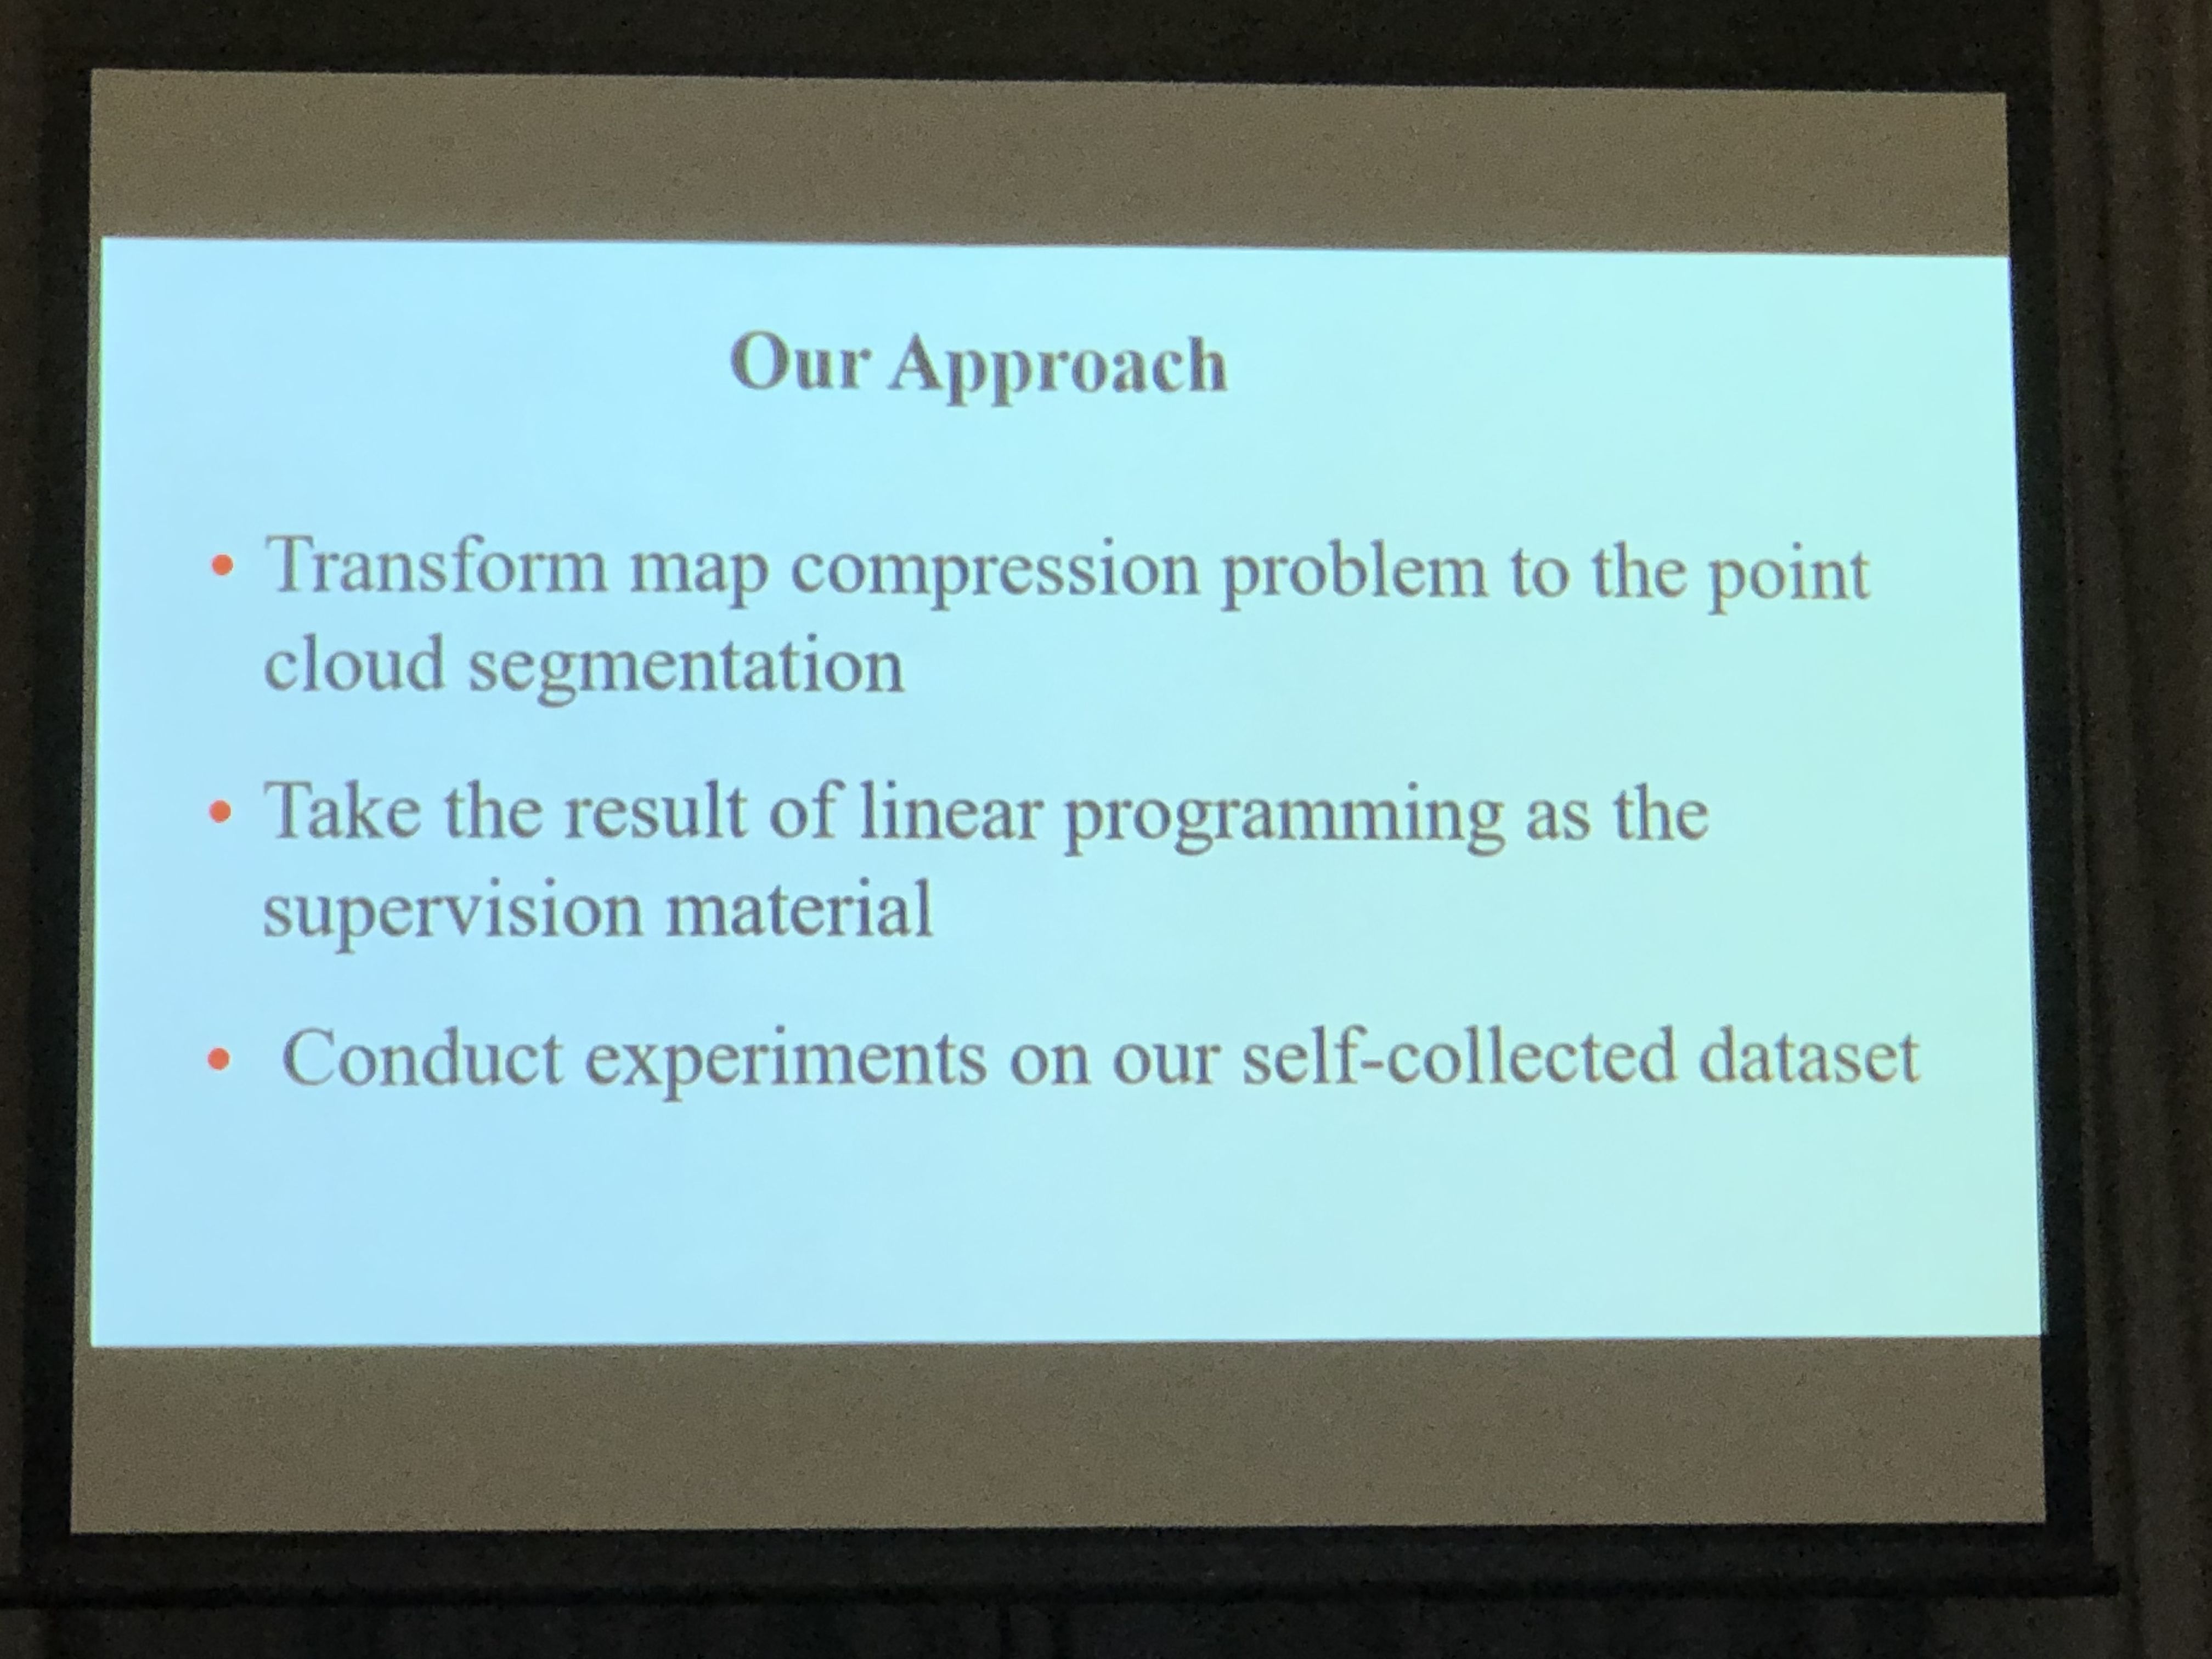 Our Approach
• Transform map compression problem to the point
cloud segmentation
• Take the result of linear programming as the
supervision material
• Conduct experiments on our self-collected dataset